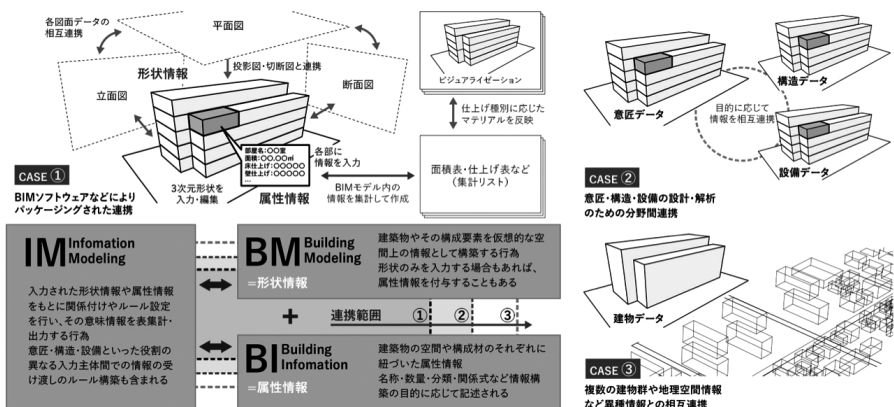 各図面データの
相互連携
平面図
形状情報
投影図・切断図と連携
立面図
断面図
部屋名:〇〇室
面積:〇〇.〇〇㎡
床仕上げ:〇〇〇〇〇
壁仕上げ:〇〇〇〇〇
...
各部に
情報を入力
3次元形状を
入力・編集
属性情報
CASE ①
BIMソフトウェアなどにより
パッケージングされた連携
ビジュアライゼーション
仕上げ種別に応じた
マテリアルを反映
面積表・仕上げ表など
(集計リスト)
BIMモデル内の
情報を集計して作成
意匠データ
構造データ
目的に応じて
情報を相互連携
設備データ
CASE ②
意匠・構造・設備の設計・解析
のための分野間連携
建物データ
CASE ③
複数の建物群や地理空間情報
など異種情報との相互連携
IM Infomation
Modeling
入力された形状情報や属性情報
をもとに関係付けやルール設定
を行い、その意味情報を表集計・
出力する行為
意匠・構造・設備といった役割の
異なる入力主体間での情報の受
け渡しのルール構築も含まれる
BM Building
Modeling
=形状情報
建築物やその構成要素を仮想的な空
間上の情報として構築する行為
形状のみを入力する場合もあれば、
属性情報を付与することもある
+
連携範囲 ① ② ③
BI Building
Infomation
=属性情報
建築物の空間や構成材のそれぞれに
紐づいた属性情報
名称・数量・分類・関係式など情報構
築の目的に応じて記述される